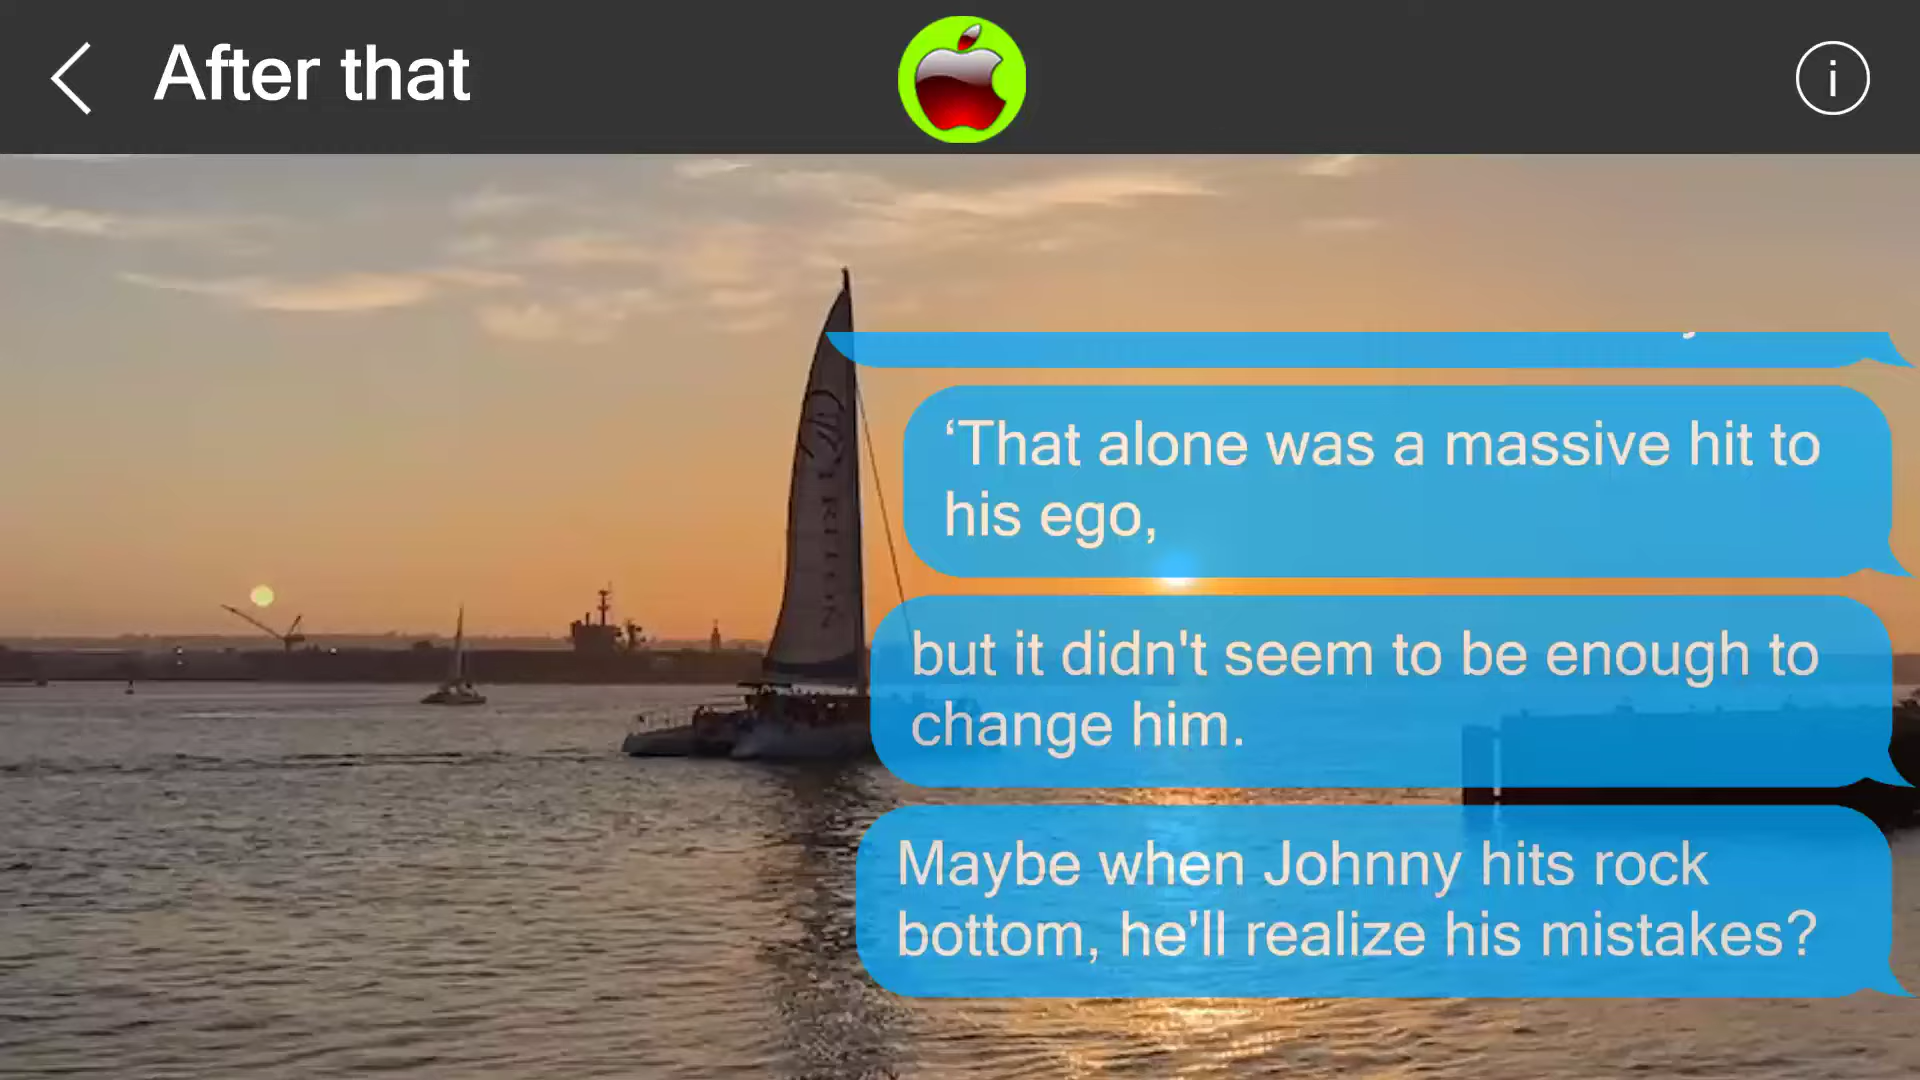 After that
‘That alone was a massive hit to
his ego,
but it didn't seem to be enough to
change him.
Maybe when Johnny hits rock
bottom, he'll realize his mistakes?